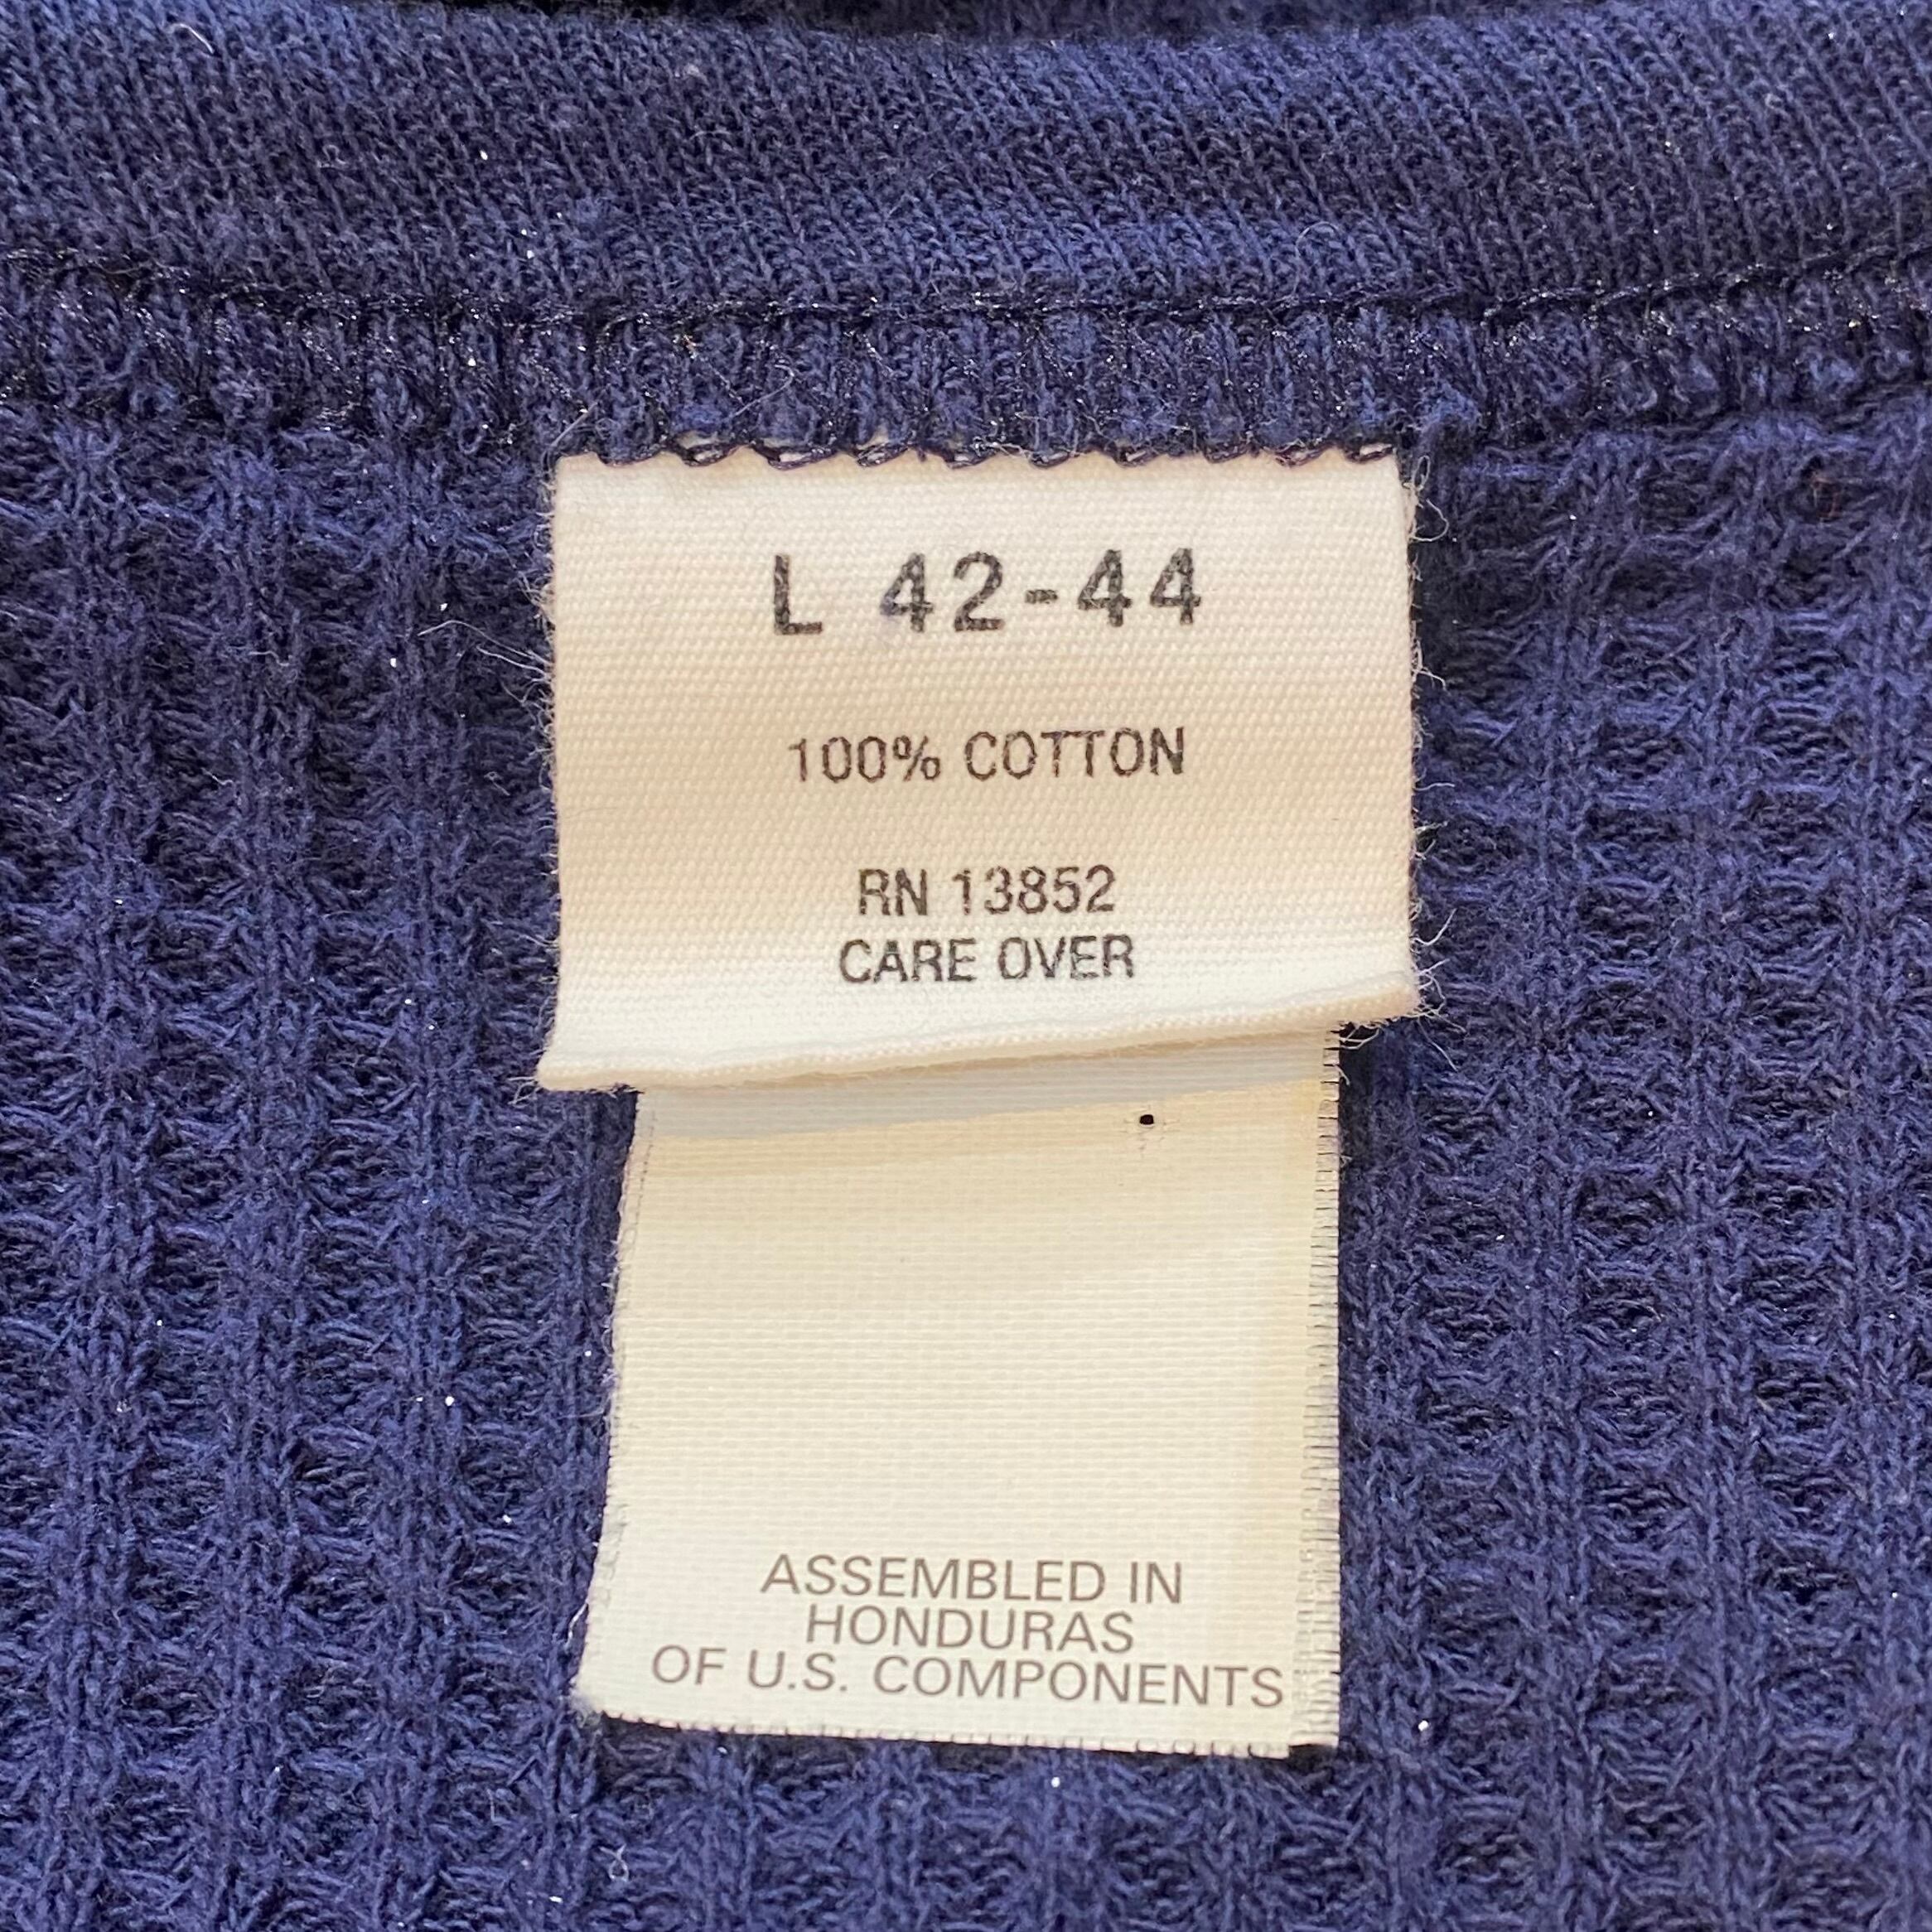 L 42-44
100% COTTON
RN 13852
CARE OVER
ASSEMBLED IN
HONDURAS
OF U.S. COMPONENTS